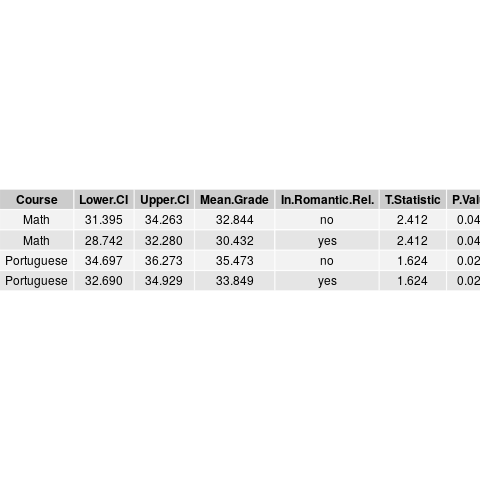 Course Lower.CI Upper.CI Mean.Grade In.Romantic.Rel. T.Statistic
Math 31.395 34.263 32.844 no 2.412 0.04
Math 28.742 32.280 30.432 yes 2.412 0.04
Portuguese 34.697 36.273 35.473 no 1.624 0.02
Portuguese 32.690 34.929 33.849 yes 1.624 0.02